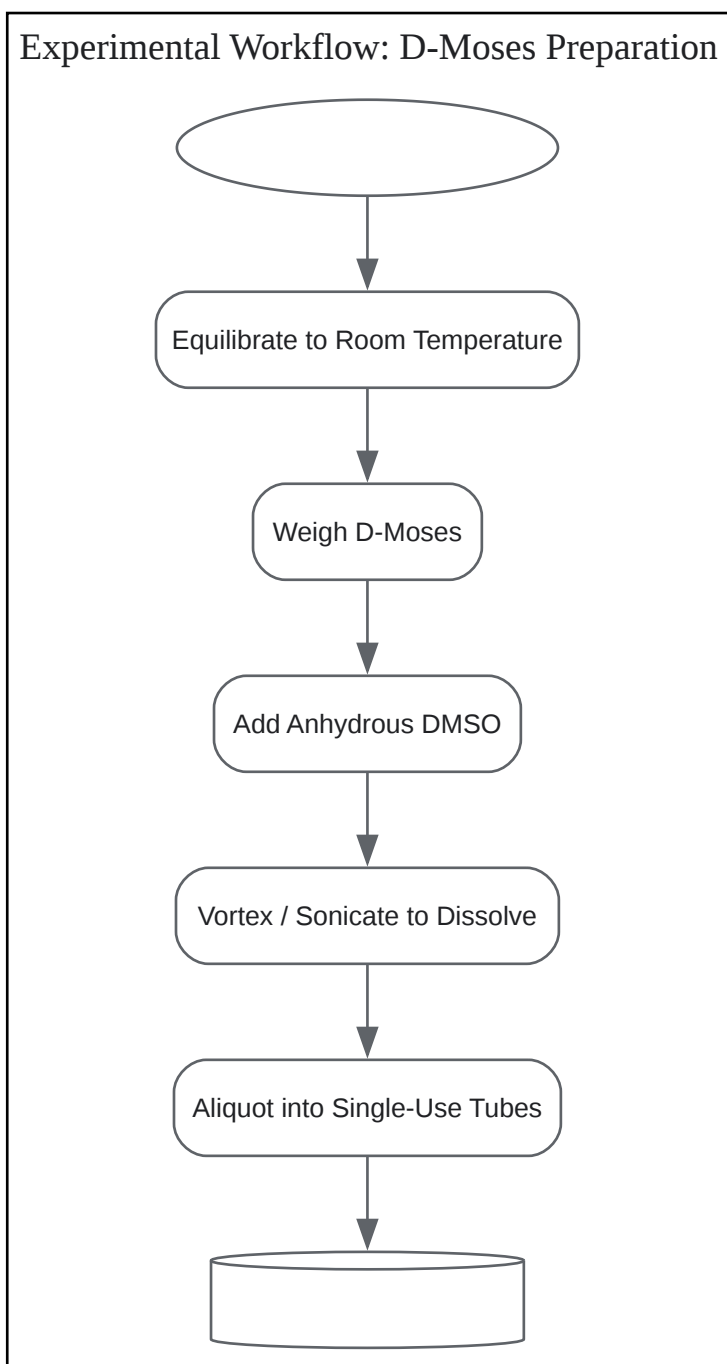 Experimental Workflow: D-Moses Preparation
Equilibrate to Room Temperature
Weigh D-Moses
Add Anhydrous DMSO
Vortex / Sonicate to Dissolve
Aliquot into Single-Use Tubes